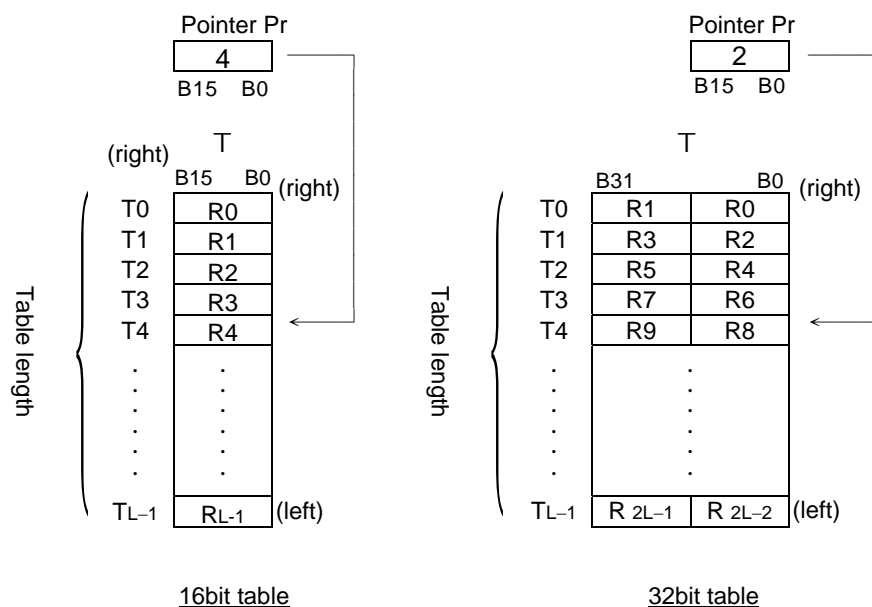 Pointer Pr
4
B15 B0
T
(right)
B15 B0
(right)
T0 R0
T1 R1
T2 R2
T3 R3
T4 R4
Table length
TL–1 RL-1 (left)
16bit table
Pointer Pr
2
B15 B0
T
B31 B0
(right)
T0 R1 R0
T1 R3 R2
T2 R5 R4
T3 R7 R6
T4 R9 R8
Table length
TL–1 R 2L–1 R 2L–2 (left)
32bit table